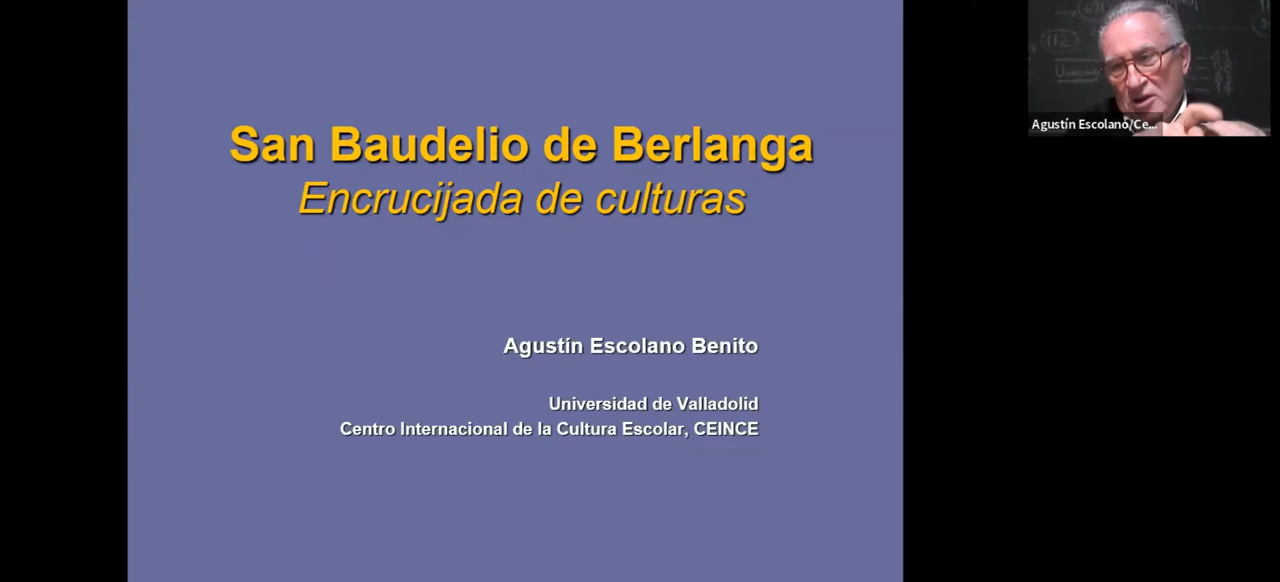 San Baudelio de Berlanga
Encrucijada de culturas
Agustín Escolano Benito
Universidad de Valladolid
Centro Internacional de la Cultura Escolar, CEINCE
112
Agustín Escolano/Ce...